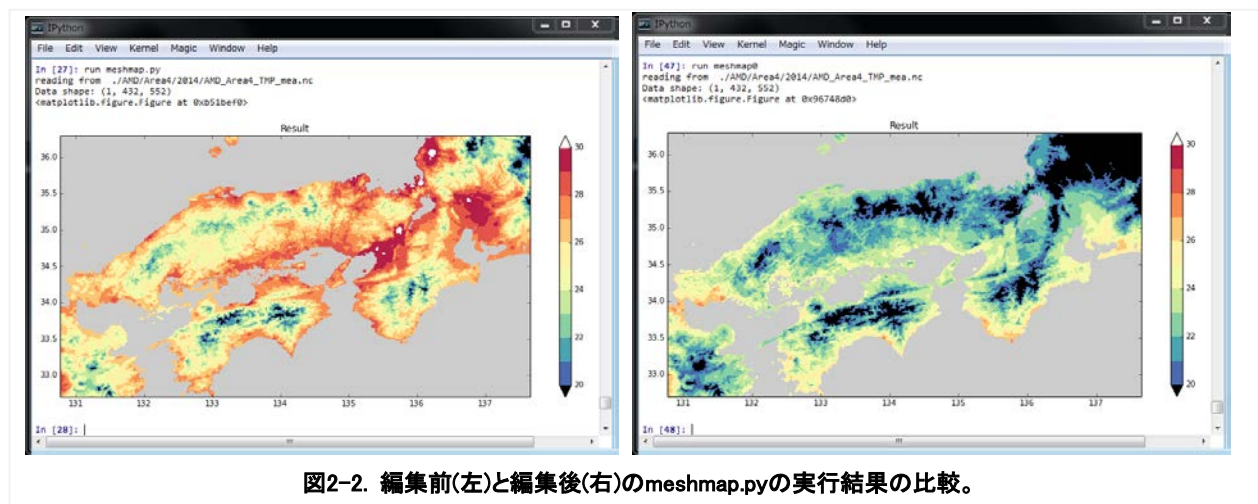 IPython
File Edit View Kernel Magic Window Help
In [27]: run meshmap.py
reading from ./AMD/Area4/2014/AMD_Area4_TMP_mea.nc
Data shape: (1, 432, 552)
<matplotlib.figure.Figure at 0xb51bef0>
Result
36.0
35.5
35.0
34.5
34.0
33.5
33.0
131 132 133 134 135 136 137
30
28
26
24
22
20
In [28]:
IPython
File Edit View Kernel Magic Window Help
In [47]: run meshmap0
reading from ./AMD/Area4/2014/AMD_Area4_TMP_mea.nc
Data shape: (1, 432, 552)
<matplotlib.figure.Figure at 0x96748d0>
Result
36.0
35.5
35.0
34.5
34.0
33.5
33.0
131 132 133 134 135 136 137
30
28
26
24
22
20
In [48]:
図2-2. 編集前(左)と編集後(右)のmeshmap.pyの実行結果の比較。